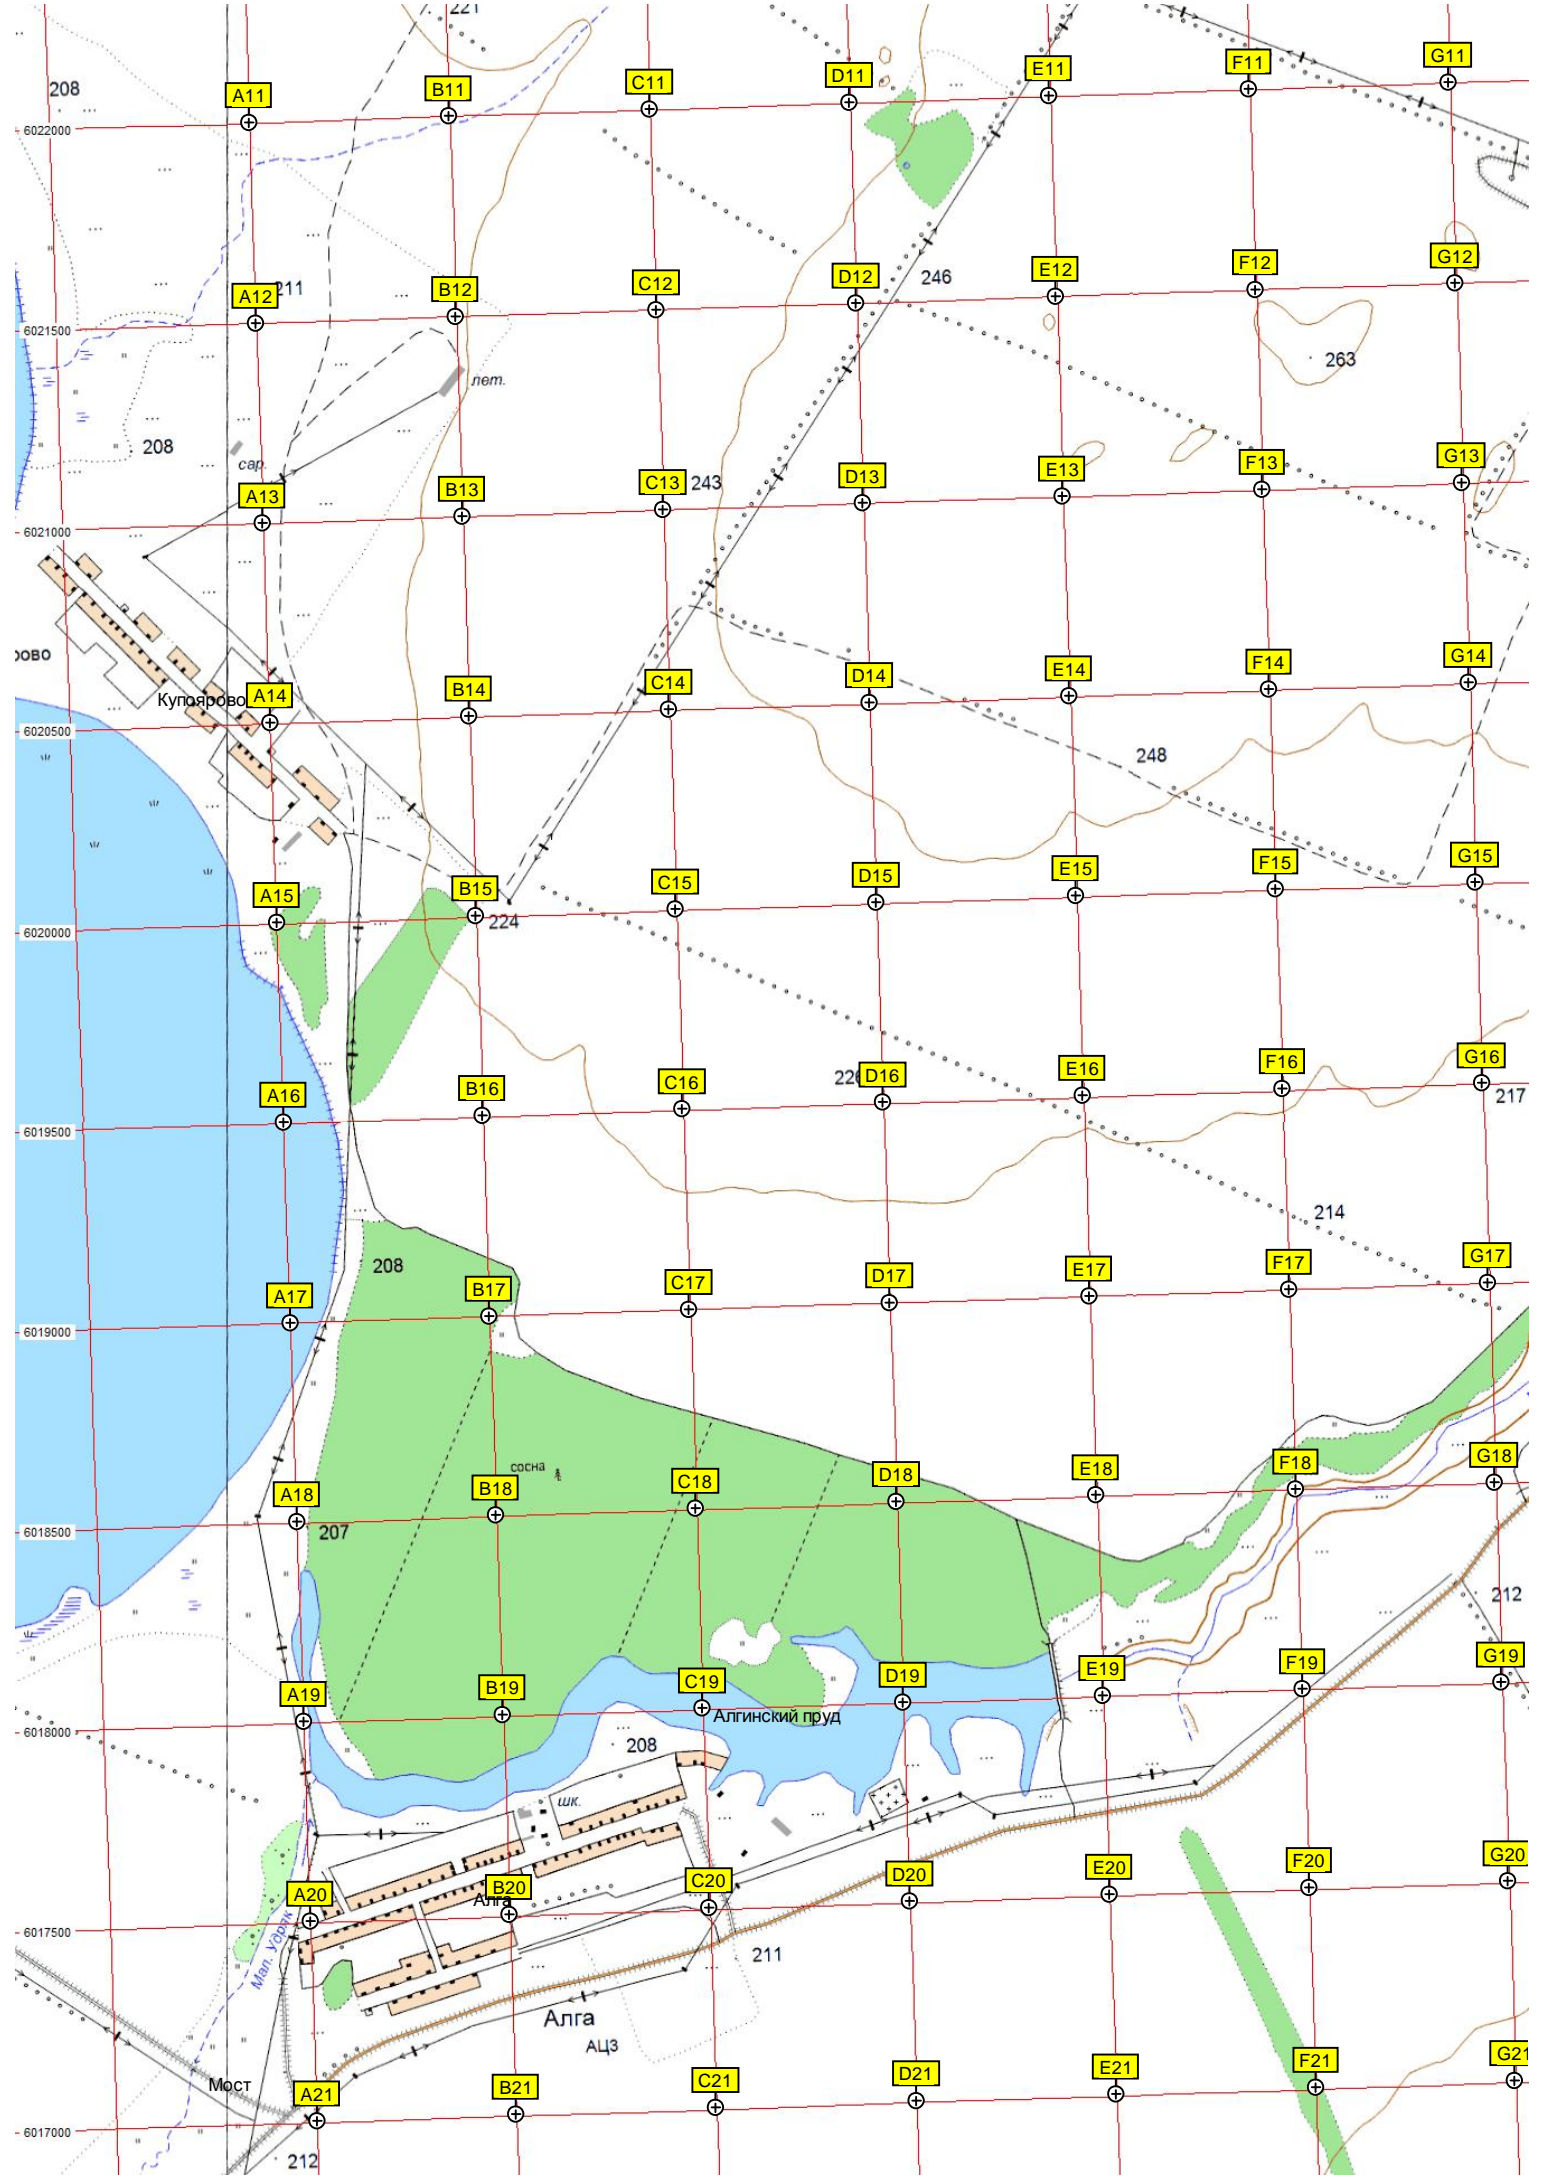 221
208
A11
B11
C11
D11
E11
F11
G11
6022000
211
A12
B12
C12
D12
246
E12
F12
G12
6021500
263
лет.
208
сар.
A13
B13
C13
243
D13
E13
F13
G13
6021000
рово
Купоярово
A14
B14
C14
D14
E14
F14
G14
6020500
248
A15
B15
224
C15
D15
E15
F15
G15
6020000
A16
B16
C16
226
D16
E16
F16
G16
217
6019500
214
208
A17
B17
C17
D17
E17
F17
G17
6019000
сосна
A18
B18
C18
D18
E18
F18
G18
207
6018500
212
A19
B19
C19
D19
E19
F19
G19
Алгинский пруд
6018000
208
шк.
A20
B20
Алга
C20
D20
E20
F20
G20
6017500
Мал. Удряк
211
Алга
АЦЗ
Мост
A21
B21
C21
D21
E21
F21
G21
6017000
212